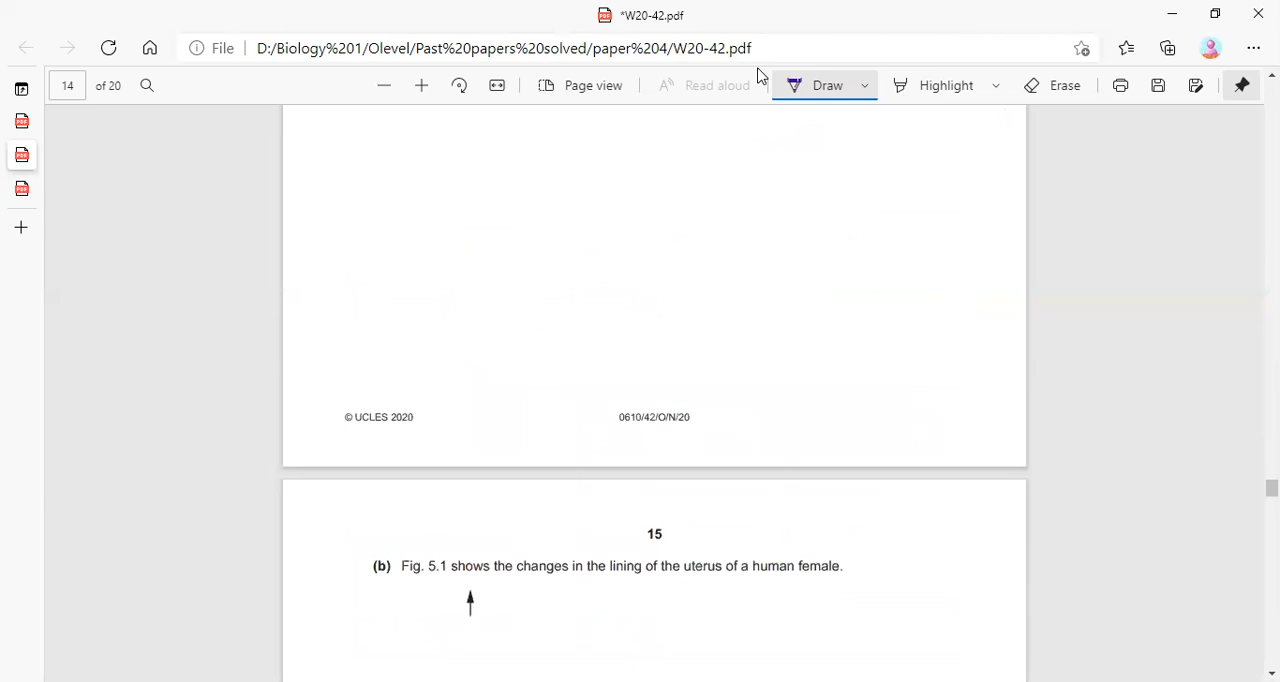 *W20-42.pdf
File D:/Biology%201/Olevel/Past%20papers%20solved/paper%204/W20-42.pdf
14 of 20 Page view Read aloud Draw Highlight Erase
© UCLES 2020 0610/42/O/N/20
15
(b) Fig. 5.1 shows the changes in the lining of the uterus of a human female.